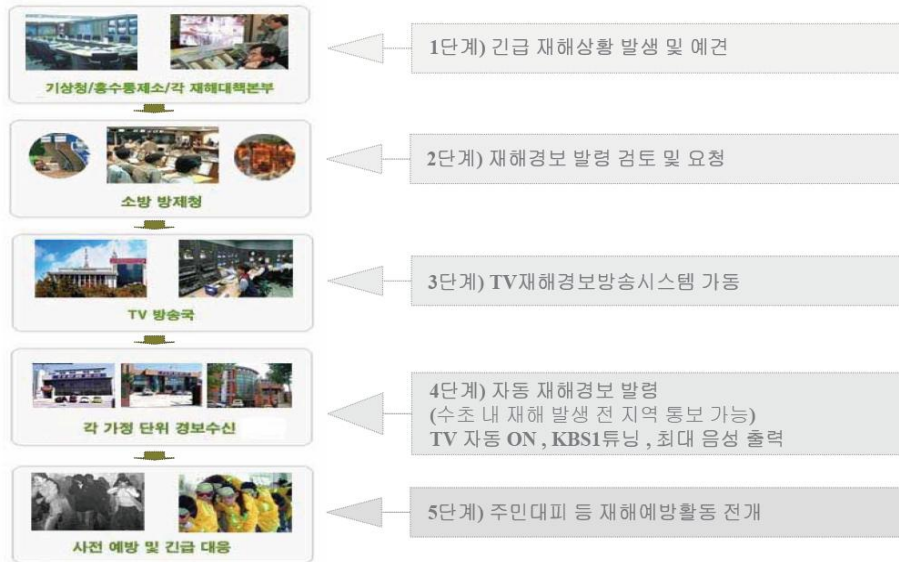 1단계) 긴급 재해상황 발생 및 예견
기상청/홍수통제소/각 재해대책본부
2단계) 재해경보 발령 검토 및 요청
소방 방제청
3단계) TV재해경보방송시스템 가동
TV 방송국
4단계) 자동 재해경보 발령
(수초 내 재해 발생 전 지역 통보 가능)
TV 자동 ON , KBS1튜닝 , 최대 음성 출력
각 가정 단위 경보수신
5단계) 주민대피 등 재해예방활동 전개
사전 예방 및 긴급 대응